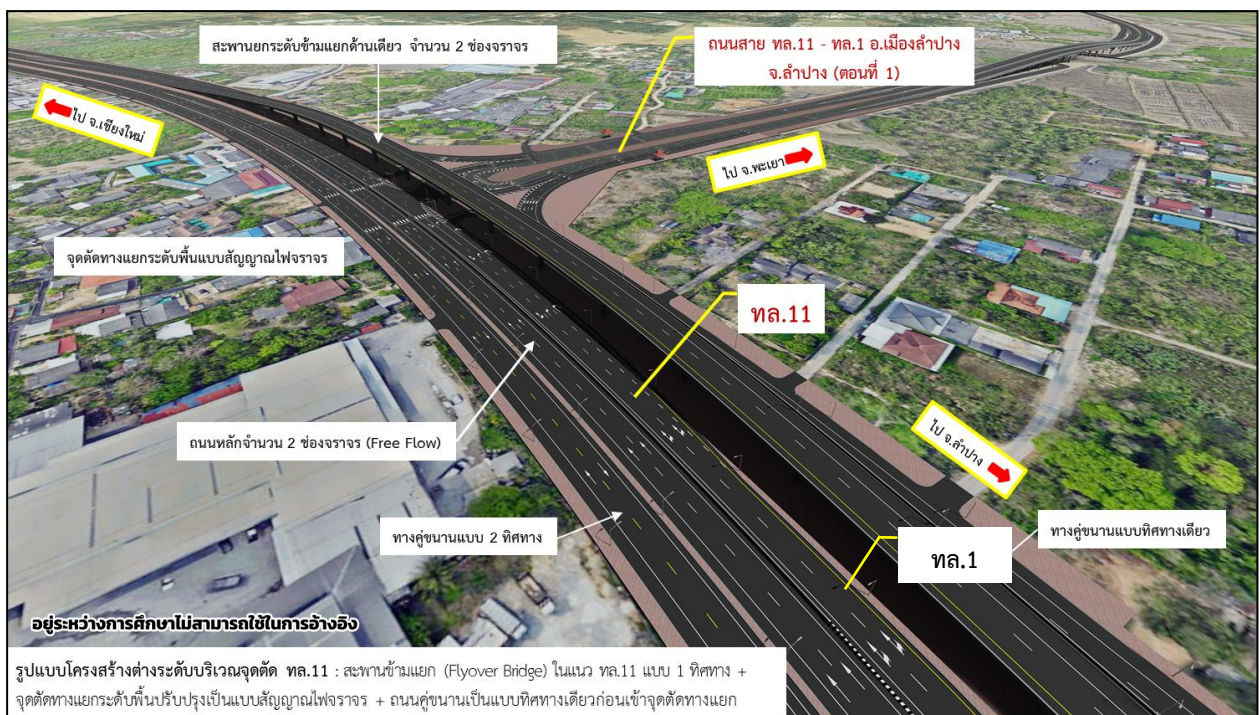 สะพานยกระดับข้ามแยกด้านเดียว จำนวน 2 ช่องจราจร
ถนนสาย ทล.11 - ทล.1 อ.เมืองลำปาง
จ.ลำปาง (ตอนที่ 1)
ไป จ.เชียงใหม่
ไป จ.พะเยา
จุดตัดทางแยกระดับพื้นแบบสัญญาณไฟจราจร
ทล.11
ถนนหลักจำนวน 2 ช่องจราจร (Free Flow)
ไป จ.ลำปาง
ทางคู่ขนานแบบ 2 ทิศทาง
ทล.1
ทางคู่ขนานแบบทิศทางเดียว
อยู่ระหว่างการศึกษาไม่สามารถใช้ในการอ้างอิง
รูปแบบโครงสร้างต่างระดับบริเวณจุดตัด ทล.11 : สะพานข้ามแยก (Flyover Bridge) ในแนว ทล.11 แบบ 1 ทิศทาง +
จุดตัดทางแยกระดับพื้นปรับปรุงเป็นแบบสัญญาณไฟจราจร + ถนนคู่ขนานเป็นแบบทิศทางเดียวก่อนเข้าจุดตัดทางแยก